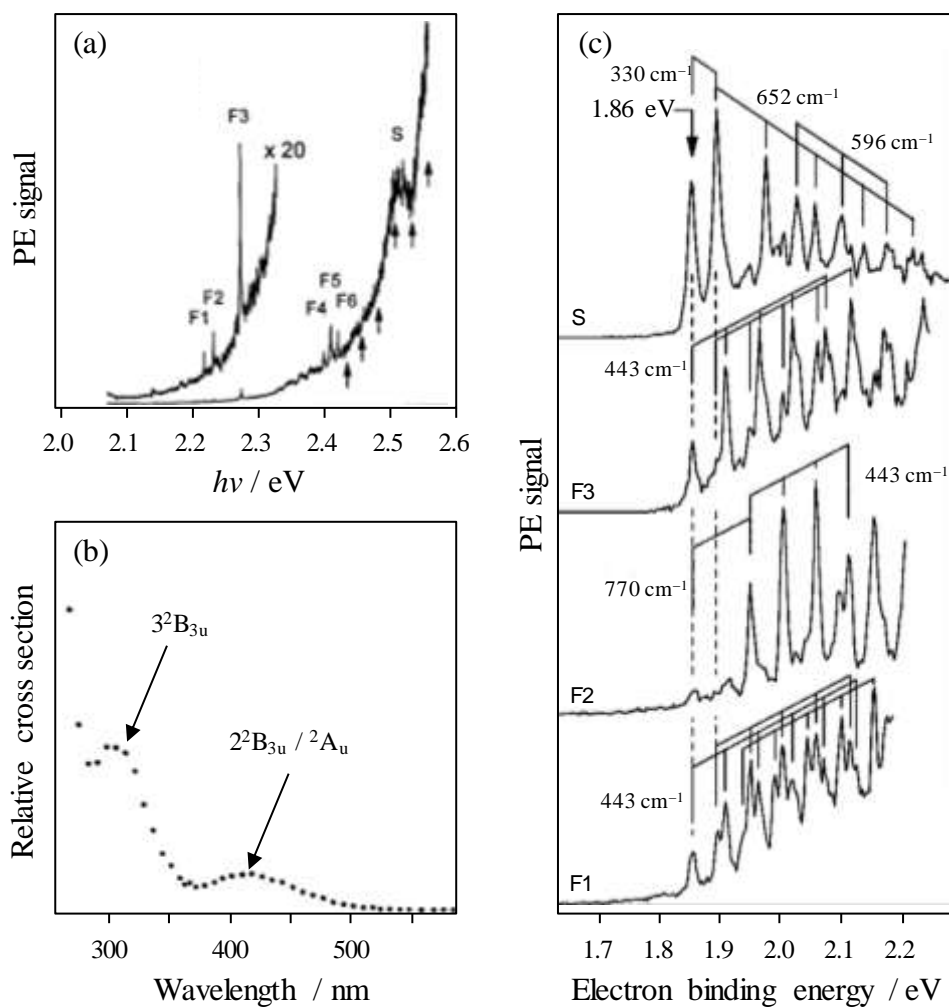 (a)
F3
x 20
S
F2
F1
F5
F4
F6
PE signal
2.0 2.1 2.2 2.3 2.4 2.5 2.6
hν / eV
(b)
3²B₃ᵤ
2²B₃ᵤ / ²Aᵤ
Relative cross section
300 400 500
Wavelength / nm
(c)
330 cm⁻¹
652 cm⁻¹
1.86 eV
596 cm⁻¹
S
443 cm⁻¹
F3
443 cm⁻¹
770 cm⁻¹
F2
443 cm⁻¹
F1
PE signal
1.7 1.8 1.9 2.0 2.1 2.2
Electron binding energy / eV